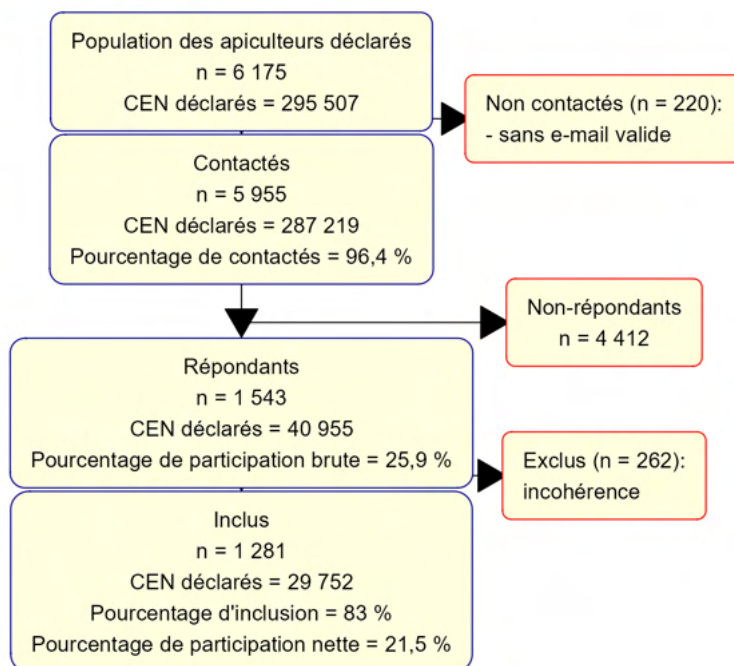 Population des apiculteurs déclarés
n = 6 175
CEN déclarés = 295 507
Non contactés (n = 220):
- sans e-mail valide
Contactés
n = 5 955
CEN déclarés = 287 219
Pourcentage de contactés = 96,4 %
Non-répondants
n = 4 412
Répondants
n = 1 543
CEN déclarés = 40 955
Pourcentage de participation brute = 25,9 %
Exclus (n = 262):
incohérence
Inclus
n = 1 281
CEN déclarés = 29 752
Pourcentage d'inclusion = 83 %
Pourcentage de participation nette = 21,5 %